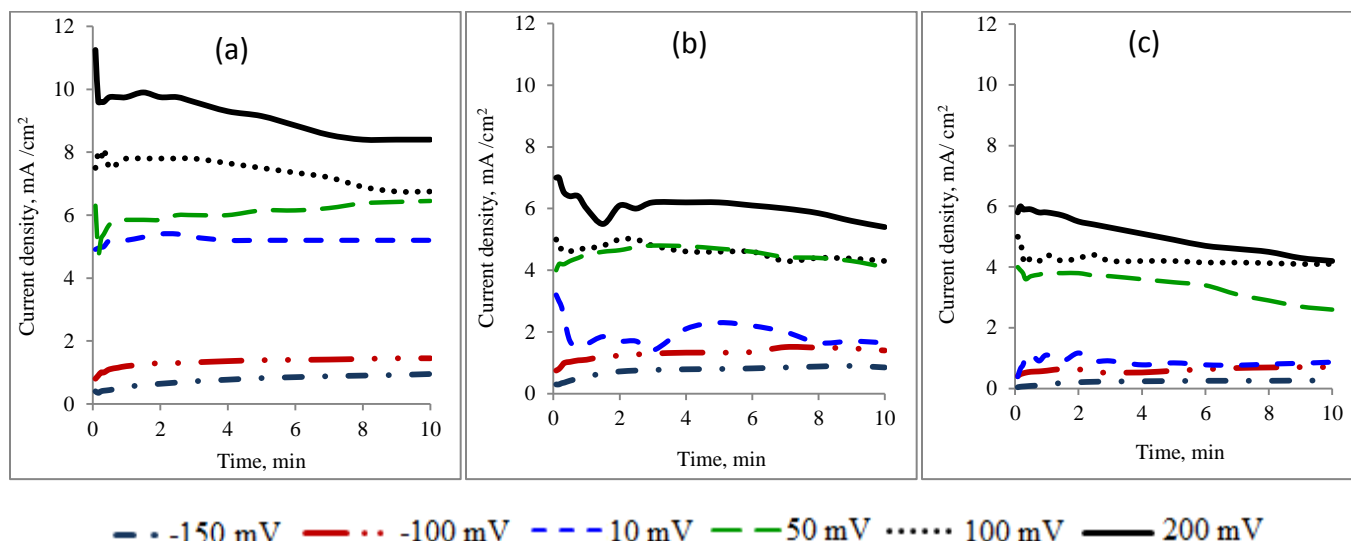 (a)
12
10
8
6
4
2
0
Current density, mA /cm²
0 2 4 6 8 10
Time, min
(b)
12
10
8
6
4
2
0
Current density, mA /cm²
0 2 4 6 8 10
Time, min
(c)
12
10
8
6
4
2
0
Current density, mA/ cm²
0 2 4 6 8 10
Time, min
-150 mV -100 mV 10 mV 50 mV 100 mV 200 mV